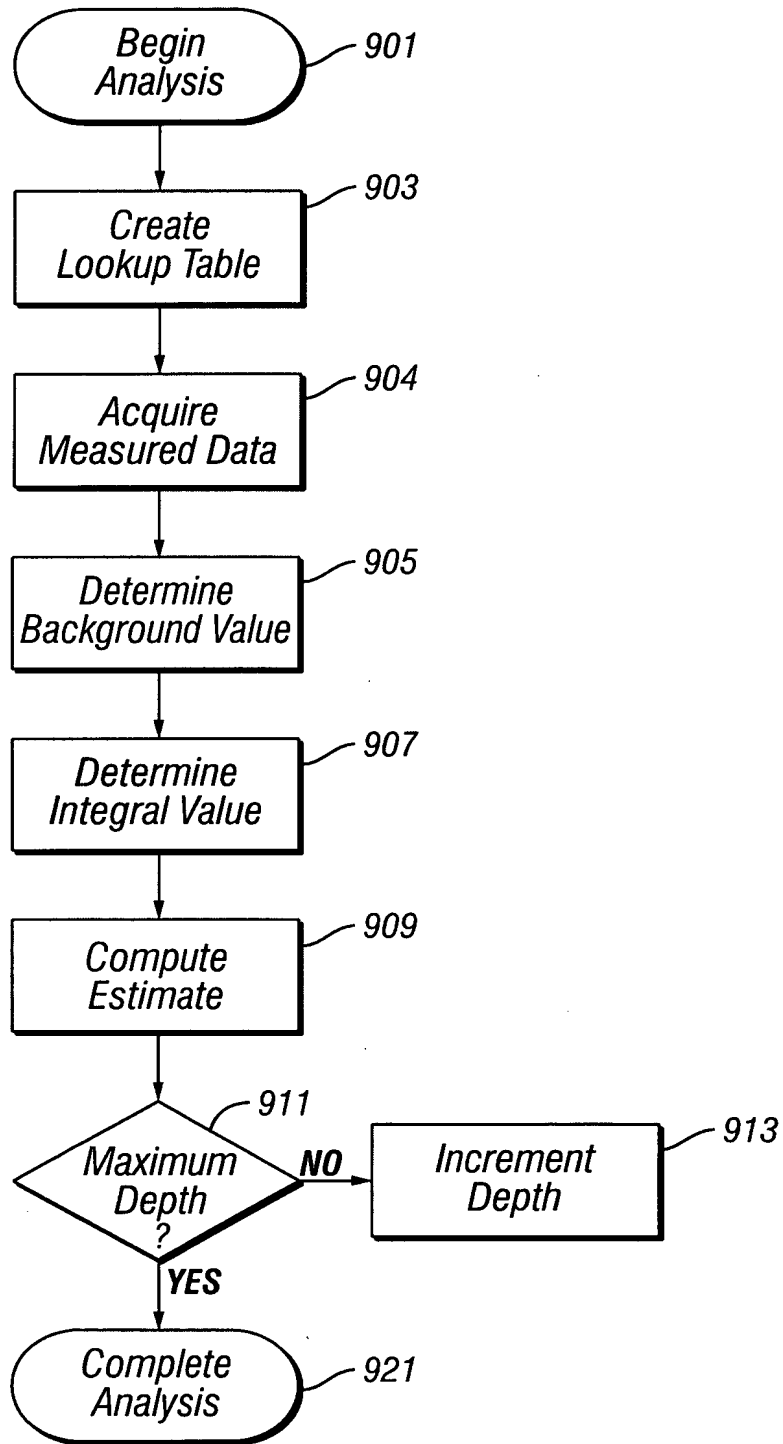 Begin
Analysis
901
903
Create
Lookup Table
904
Acquire
Measured Data
905
Determine
Background Value
907
Determine
Integral Value
909
Compute
Estimate
911
Maximum
Depth
?
NO
913
Increment
Depth
YES
Complete
Analysis
921